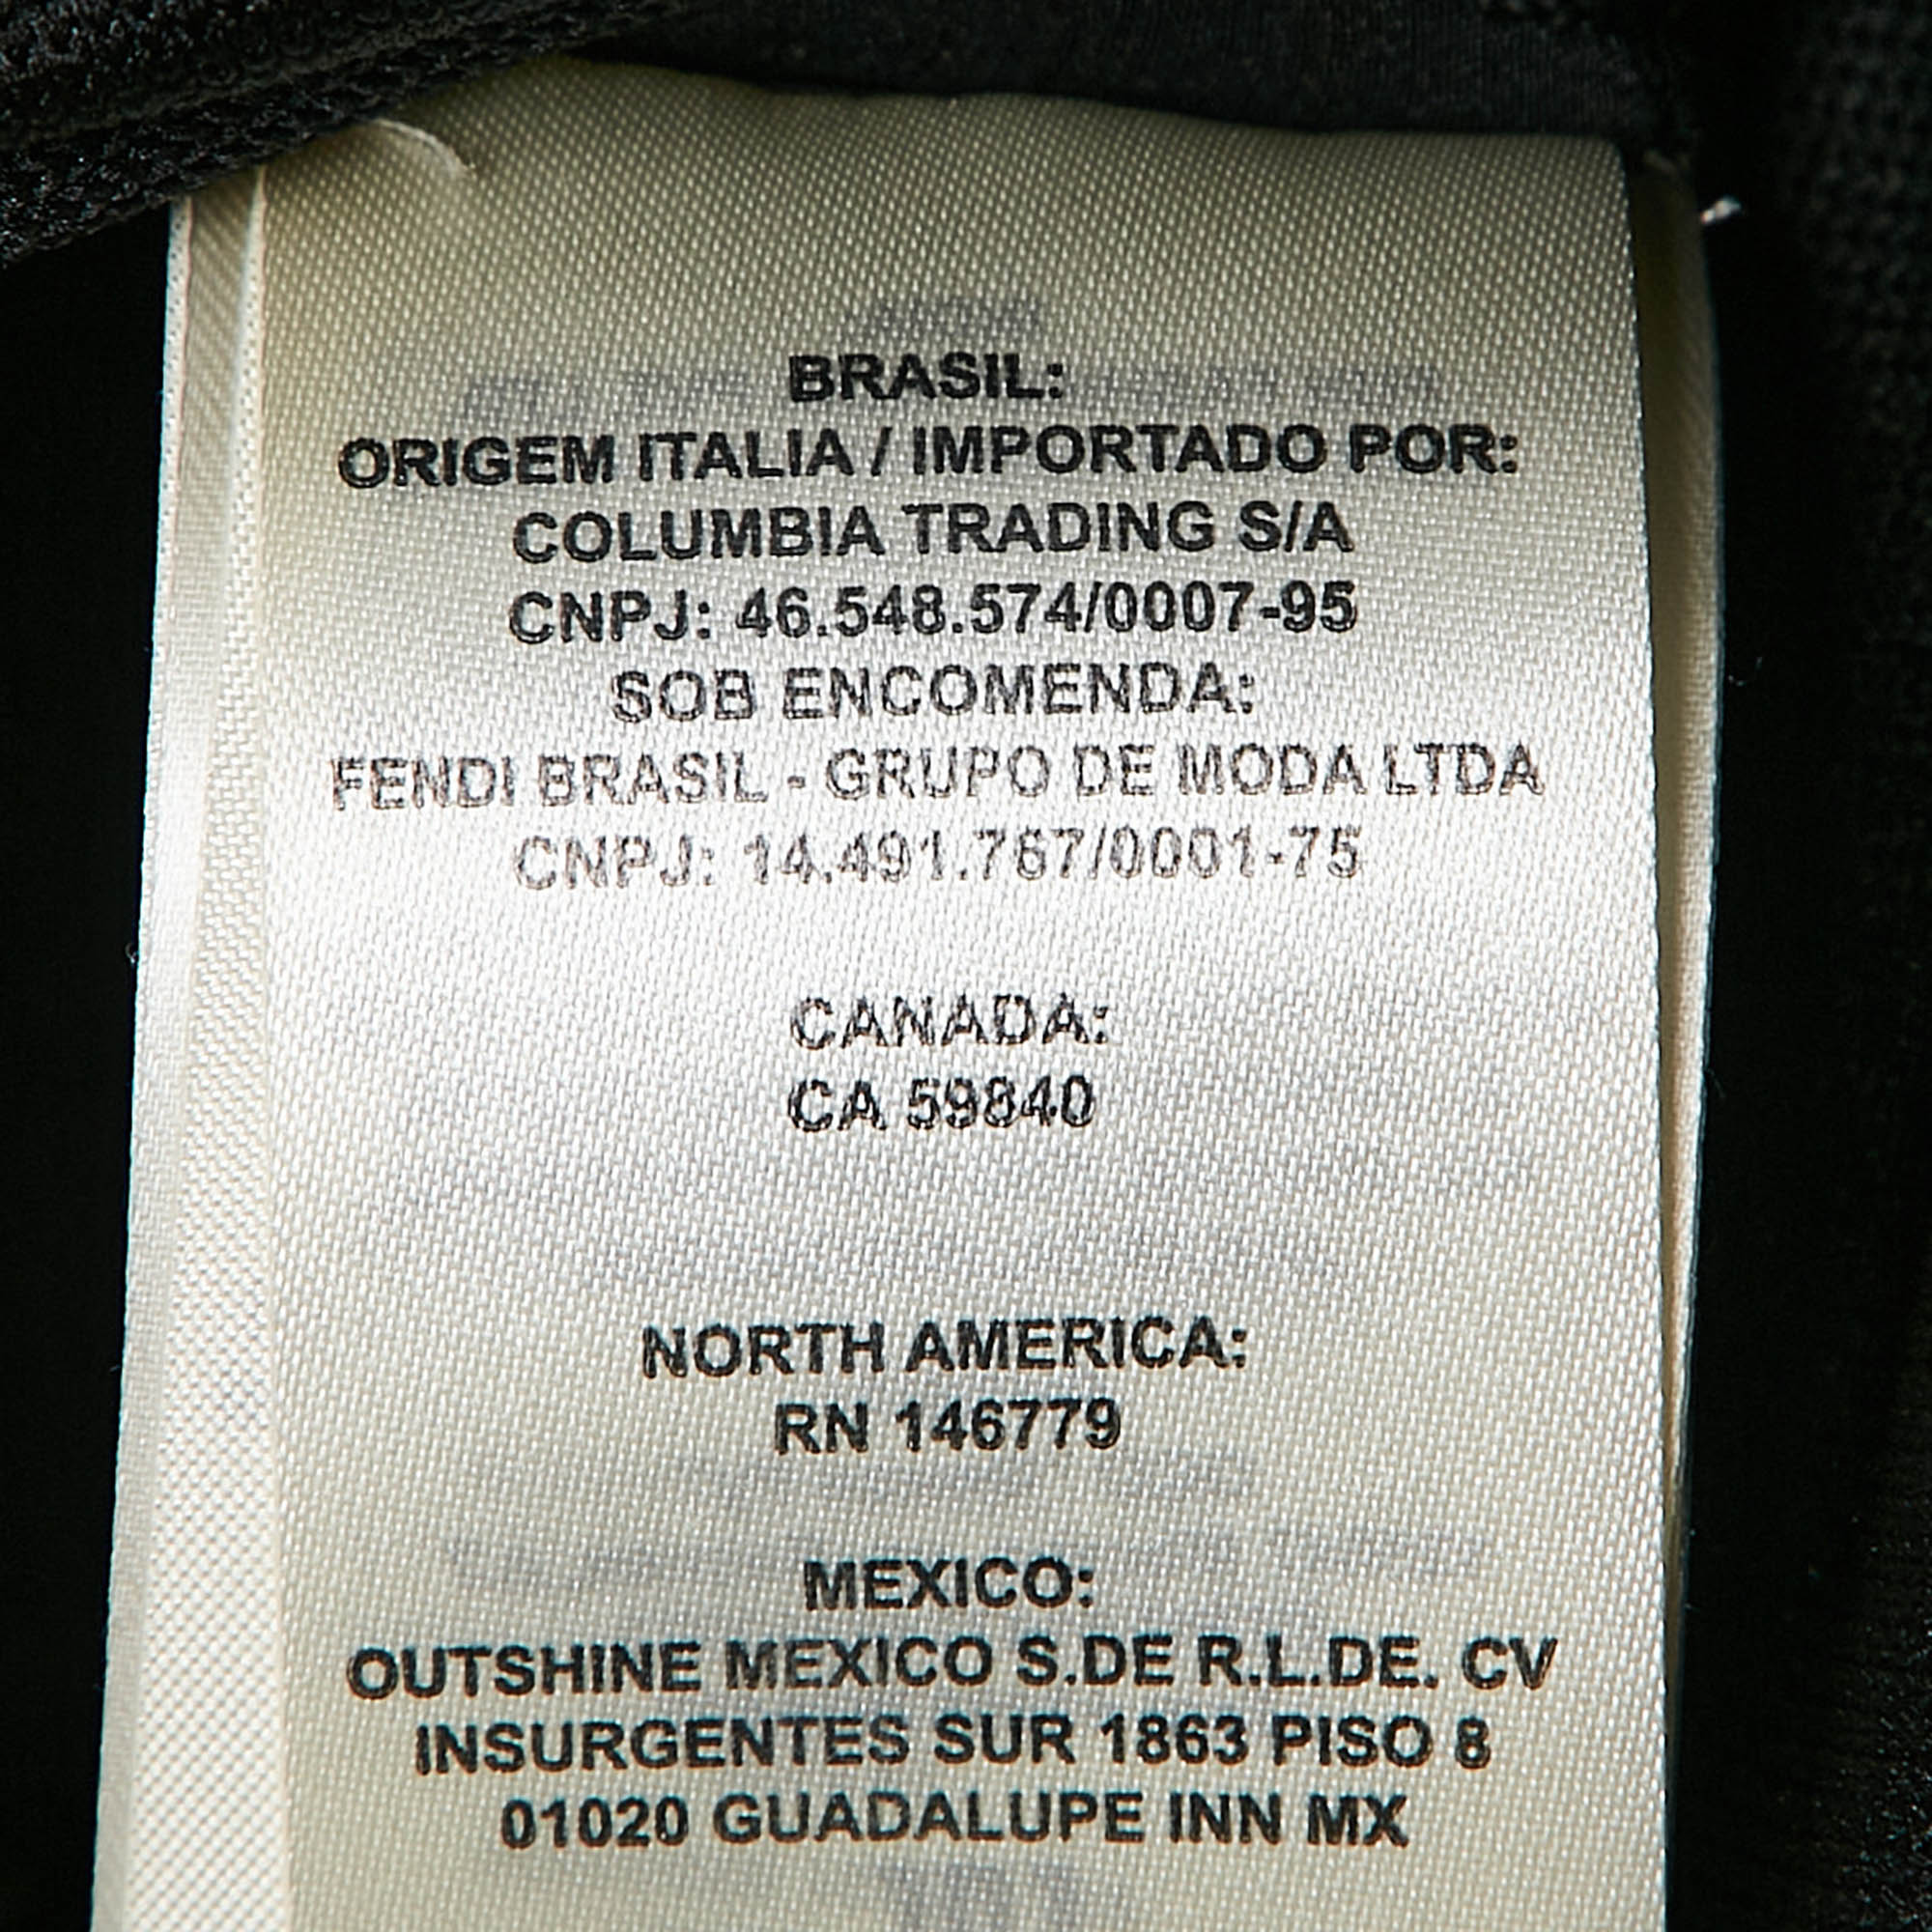 BRASIL:
ORIGEM ITALIA / IMPORTADO POR:
COLUMBIA TRADING S/A
CNPJ: 46.548.574/0007-95
SOB ENCOMENDA:
FENDI BRASIL - GRUPO DE MODA LTDA
CNPJ: 14.491.767/0001-75
CANADA:
CA 59840
NORTH AMERICA:
RN 146779
MEXICO:
OUTSHINE MEXICO S.DE R.L.DE. CV
INSURGENTES SUR 1863 PISO 8
01020 GUADALUPE INN MX